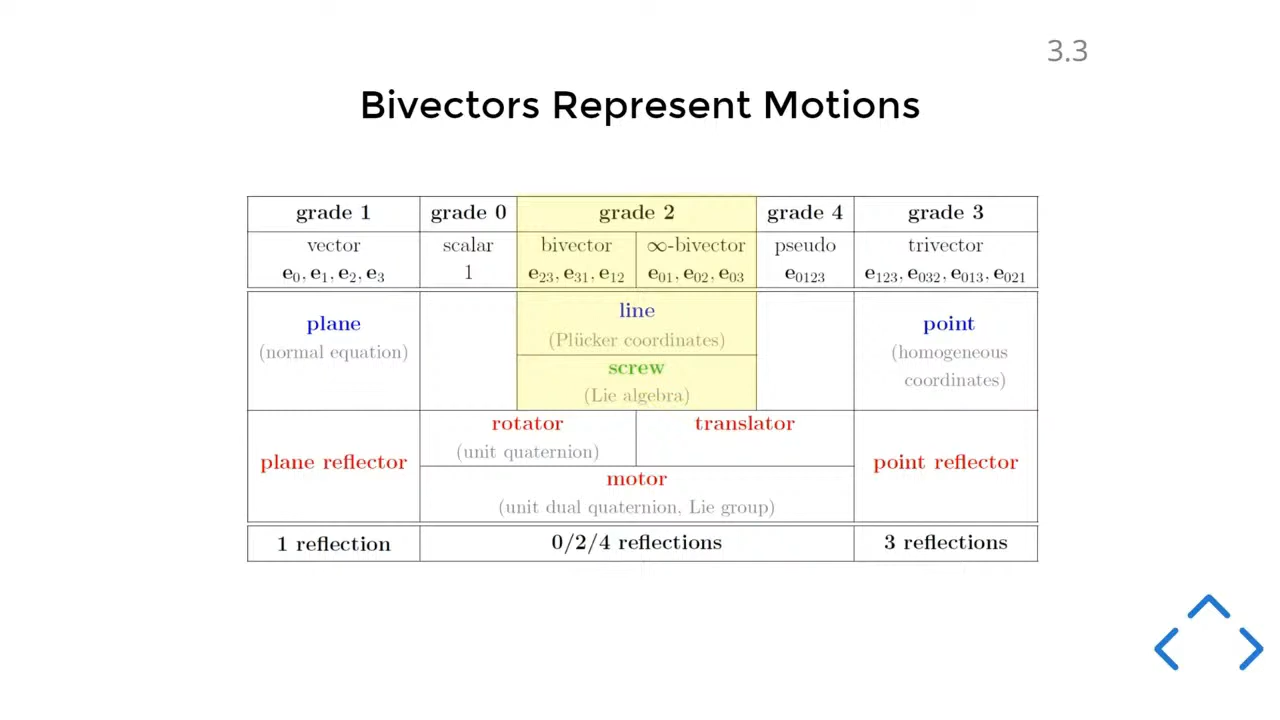 3.3
Bivectors Represent Motions
grade 1 grade 0 grade 2 grade 4 grade 3
vector scalar bivector ∞-bivector pseudo trivector
e₀, e₁, e₂, e₃ 1 e₂₃, e₃₁, e₁₂ e₀₁, e₀₂, e₀₃ e₀₁₂₃ e₁₂₃, e₀₃₂, e₀₁₃, e₀₂₁
line
plane point
(Plücker coordinates)
(normal equation) (homogeneous
screw
coordinates)
(Lie algebra)
rotator translator
(unit quaternion)
plane reflector point reflector
motor
(unit dual quaternion, Lie group)
1 reflection 0/2/4 reflections 3 reflections